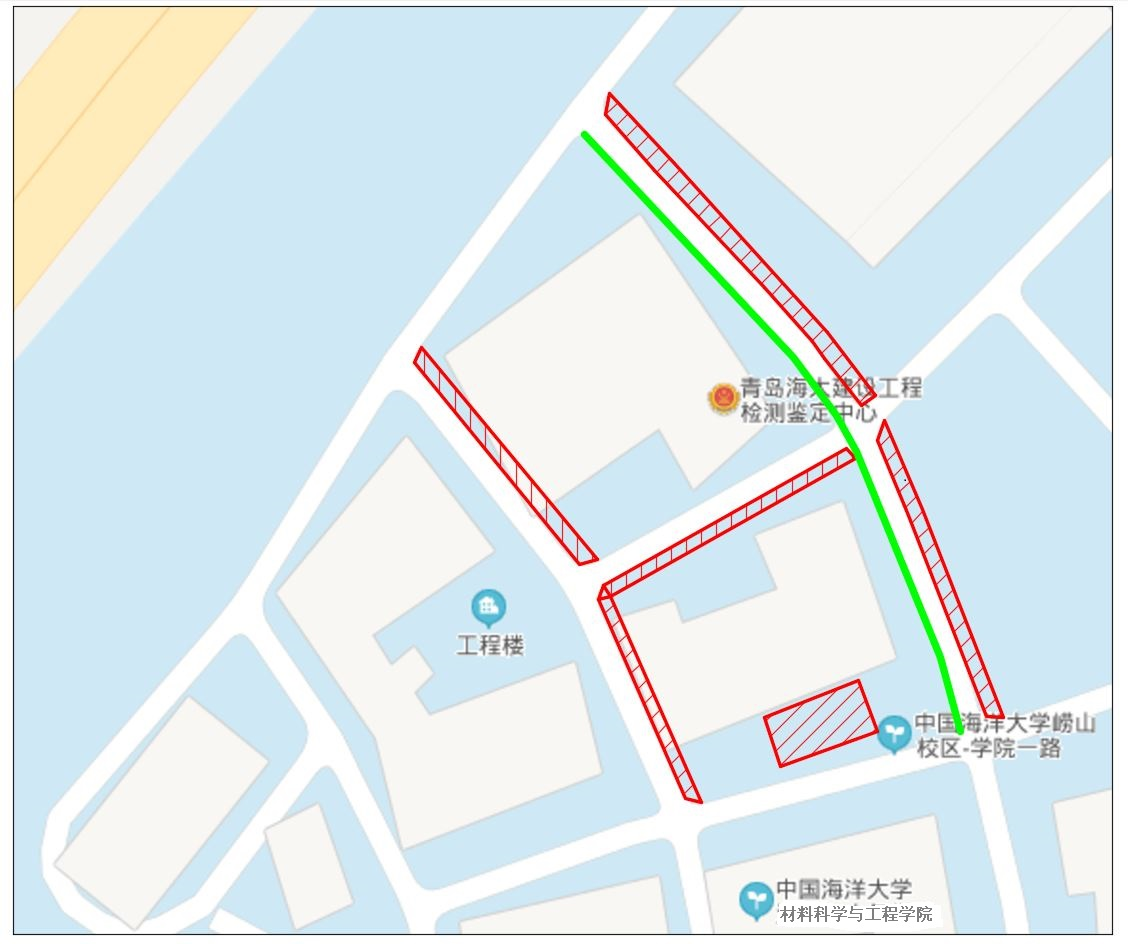 青岛海大建设工程
检测鉴定中心
工程楼
中国海洋大学崂山
校区-学院一路
中国海洋大学
材料科学与工程学院